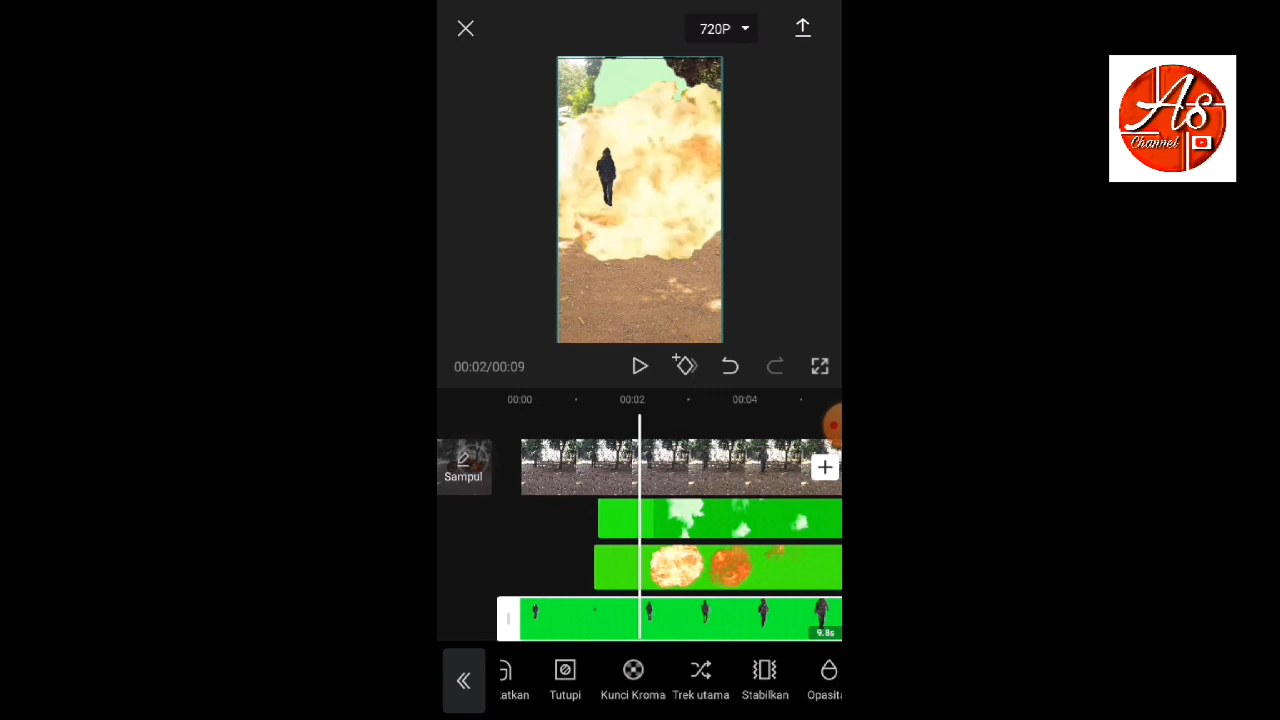 720P
As
Channel
00:02/00:09
00:00
00:02
00:04
Sampul
9.8s
atkan
Tutupi
Kunci Kroma
Trek utama
Stabilkan
Opasita